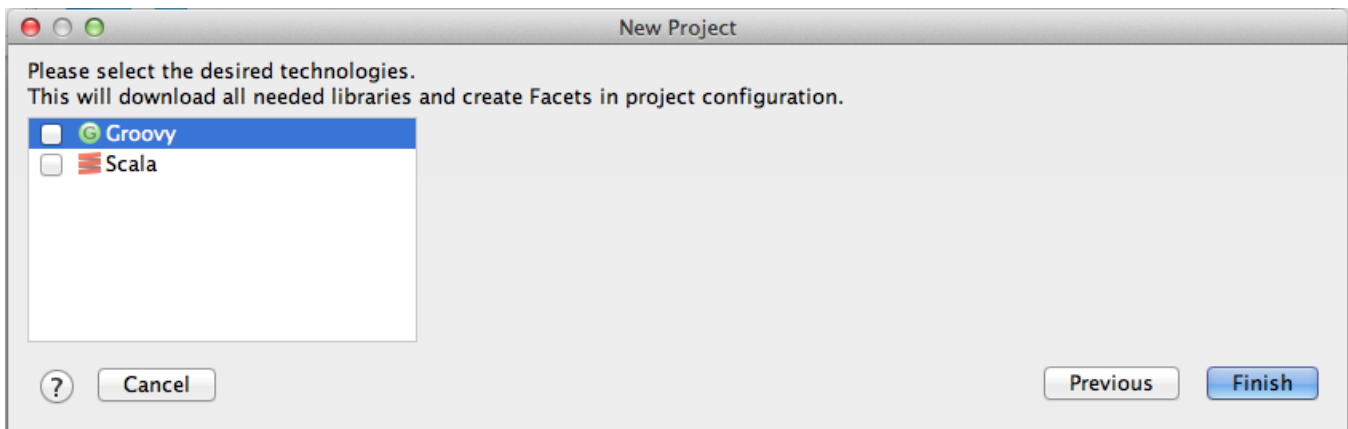 New Project
Please select the desired technologies.
This will download all needed libraries and create Facets in project configuration.
G Groovy
Scala
? Cancel Previous Finish